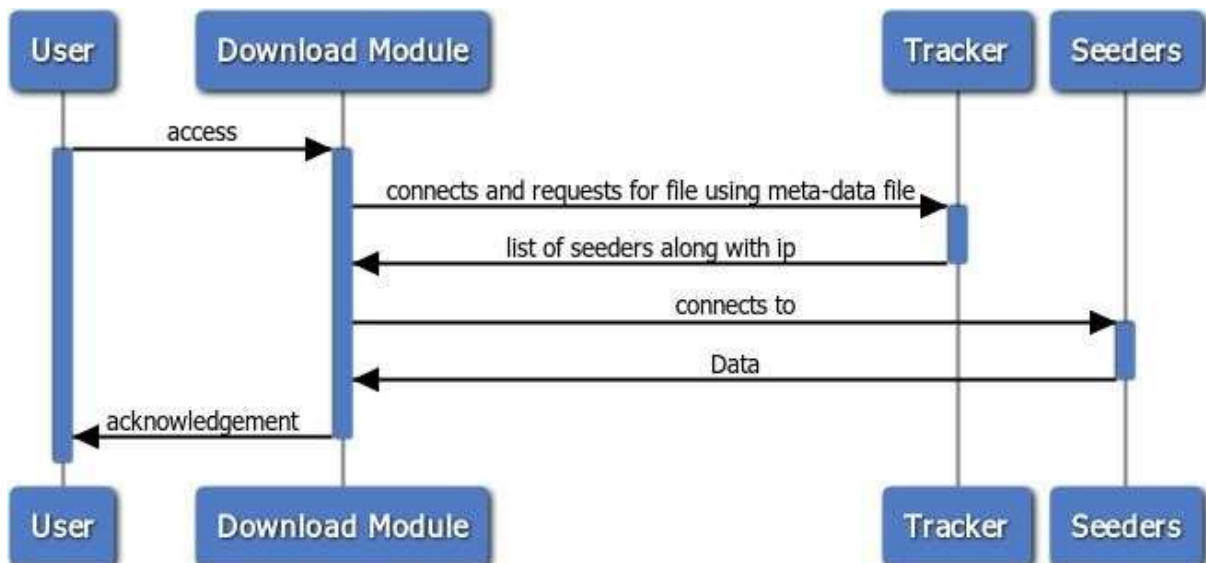 User
Download Module
Tracker
Seeders
access
connects and requests for file using meta-data file
list of seeders along with ip
connects to
Data
acknowledgement
User
Download Module
Tracker
Seeders